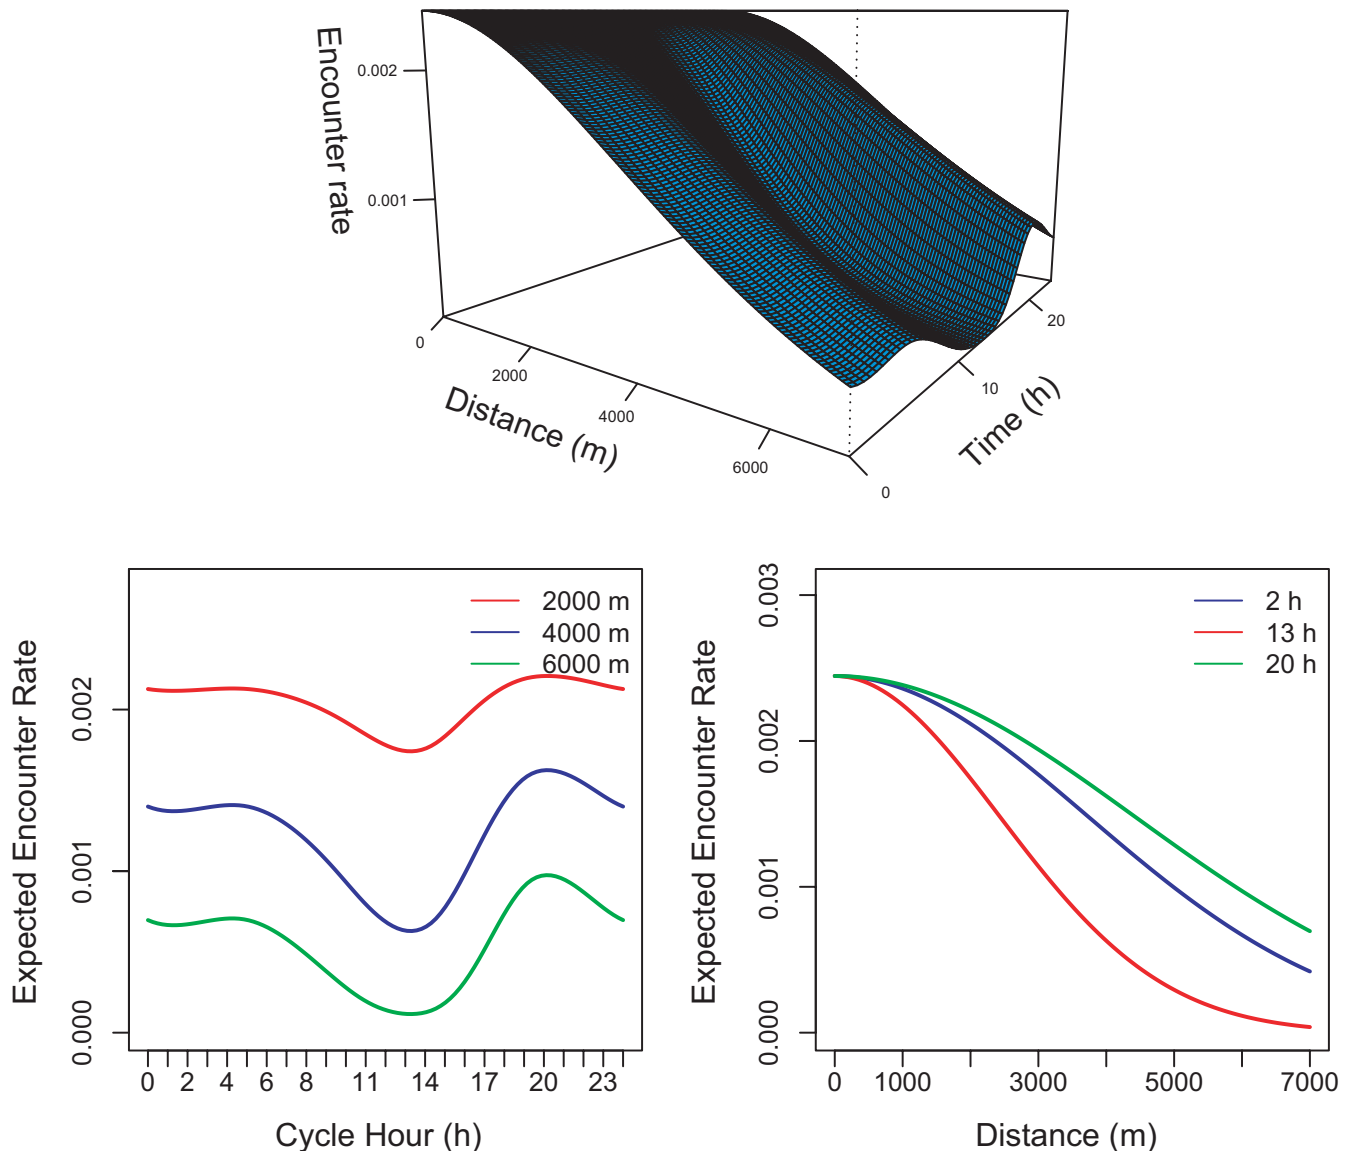 Encounter rate
0.002
0.001
0
2000
4000
6000
Distance (m)
0
10
20
Time (h)
Expected Encounter Rate
0.002
0.001
0.000
2000 m
4000 m
6000 m
0 2 4 6 8 11 14 17 20 23
Cycle Hour (h)
Expected Encounter Rate
0.003
0.002
0.001
0.000
2 h
13 h
20 h
0 1000 3000 5000 7000
Distance (m)